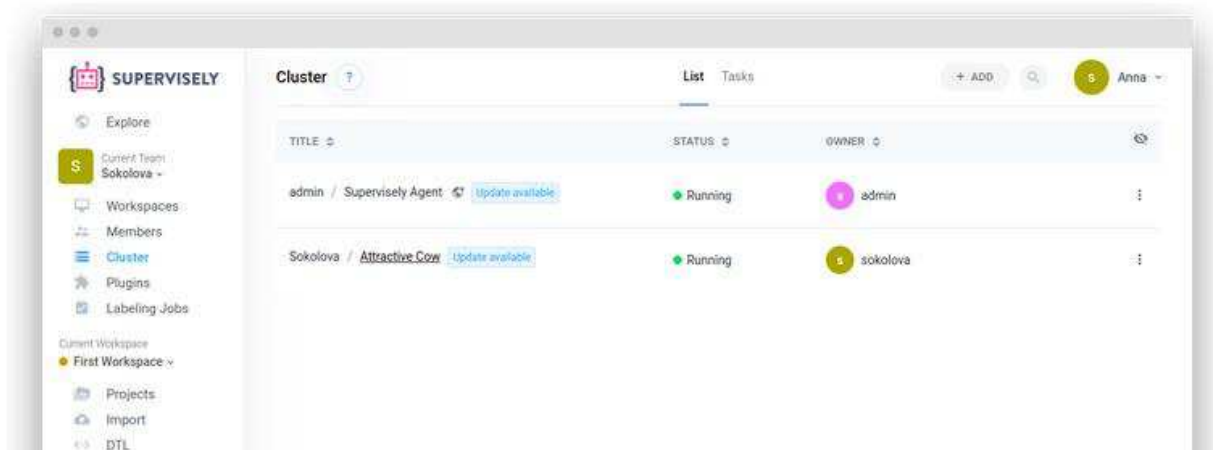 SUPERVISELY
Cluster ?
List Tasks
+ ADD
S Anna
Explore
S
Current Team
Sokolova
Workspaces
Members
Cluster
Plugins
Labeling Jobs
Current Workspace
First Workspace
Projects
Import
DTL
TITLE STATUS OWNER
admin / Supervisely Agent Update available Running s admin
Sokolova / Attractive Cow Update available Running s sokolova